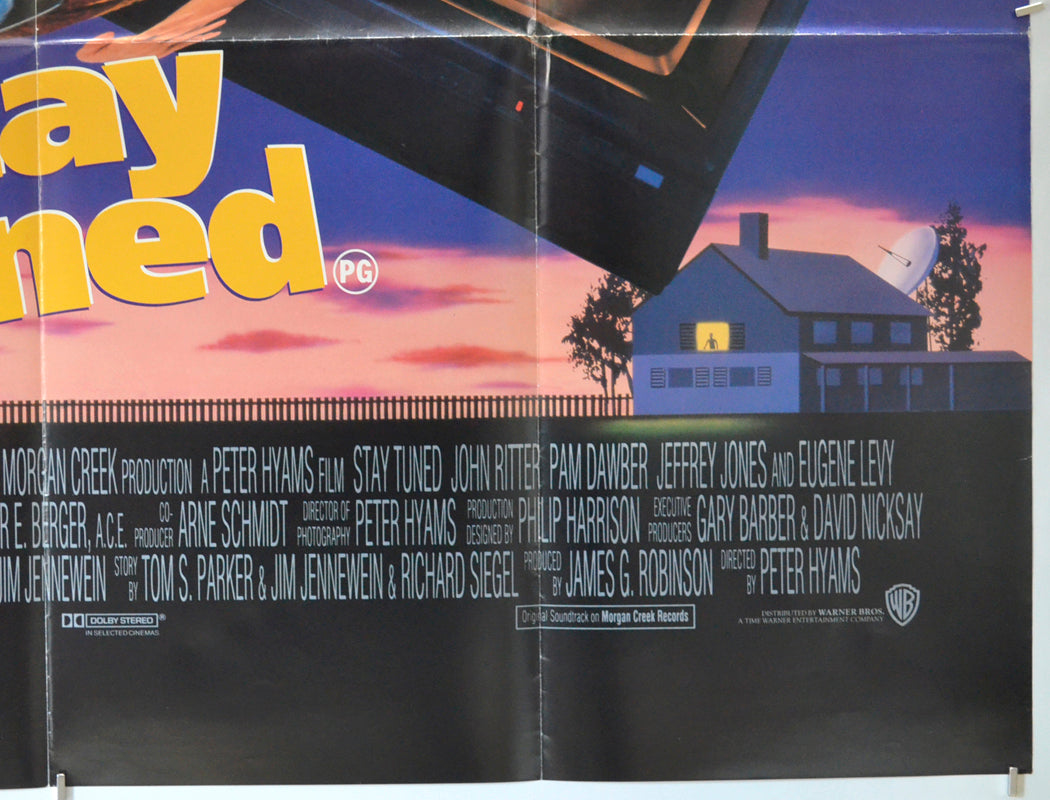 ay
ned
PG
MORGAN CREEK PRODUCTION A PETER HYAMS FILM STAY TUNED JOHN RITTER PAM DAWBER JEFFREY JONES AND EUGENE LEVY
R E. BERGER, A.C.E. CO-PRODUCER ARNE SCHMIDT DIRECTOR OF PHOTOGRAPHY PETER HYAMS PRODUCTION DESIGNED BY PHILIP HARRISON EXECUTIVE PRODUCERS GARY BARBER & DAVID NICKSAY
JIM JENNEWEIN STORY BY TOM S. PARKER & JIM JENNEWEIN & RICHARD SIEGEL PRODUCED BY JAMES G. ROBINSON DIRECTED BY PETER HYAMS
DOLBY STEREO ®
IN SELECTED CINEMAS
Original Soundtrack on Morgan Creek Records
DISTRIBUTED BY WARNER BROS.
A TIME WARNER ENTERTAINMENT COMPANY
WB